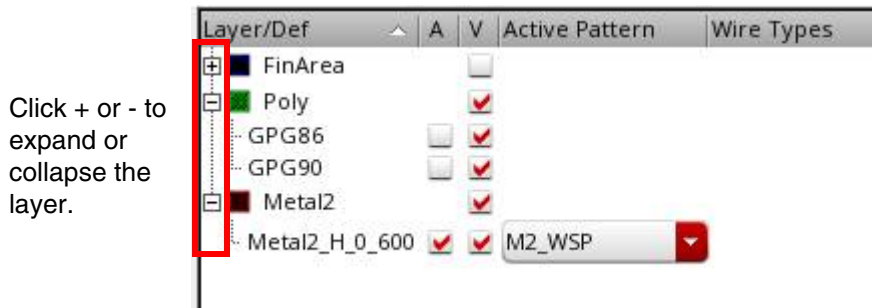 Layer/Def A V Active Pattern Wire Types
FinArea
Poly
GPG86
GPG90
Metal2
Metal2_H_0_600 M2_WSP
Click + or - to
expand or
collapse the
layer.